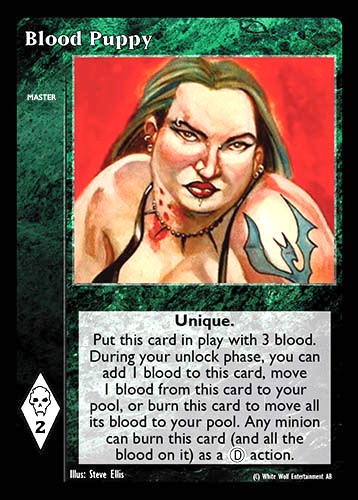 Blood Puppy
MASTER
Unique.
Put this card in play with 3 blood.
During your unlock phase, you can
add 1 blood to this card, move
1 blood from this card to your
pool, or burn this card to move all
its blood to your pool. Any minion
can burn this card (and all the
blood on it) as a Ⓓ action.
2
Illus: Steve Ellis
(C) White Wolf Entertainment AB